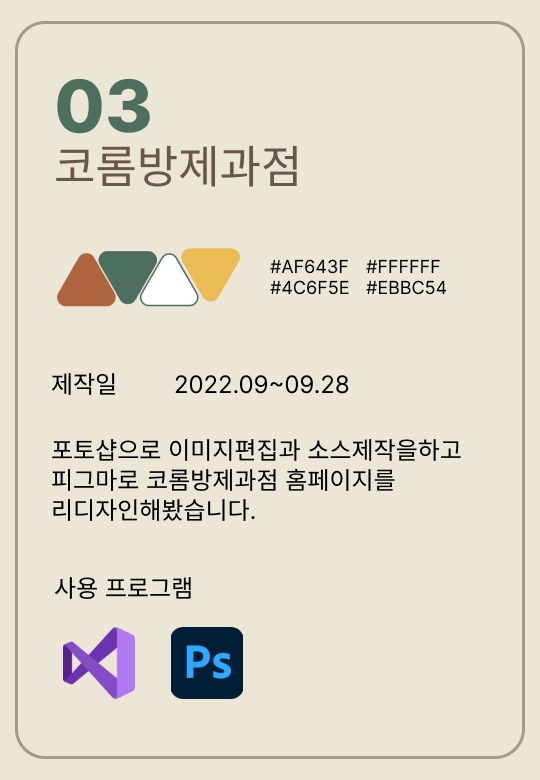 03
코롬방제과점
#AF643F #FFFFFF
#4C6F5E #EBBC54
제작일 2022.09~09.28
포토샵으로 이미지편집과 소스제작을하고
피그마로 코롬방제과점 홈페이지를
리디자인해봤습니다.
사용 프로그램
Ps